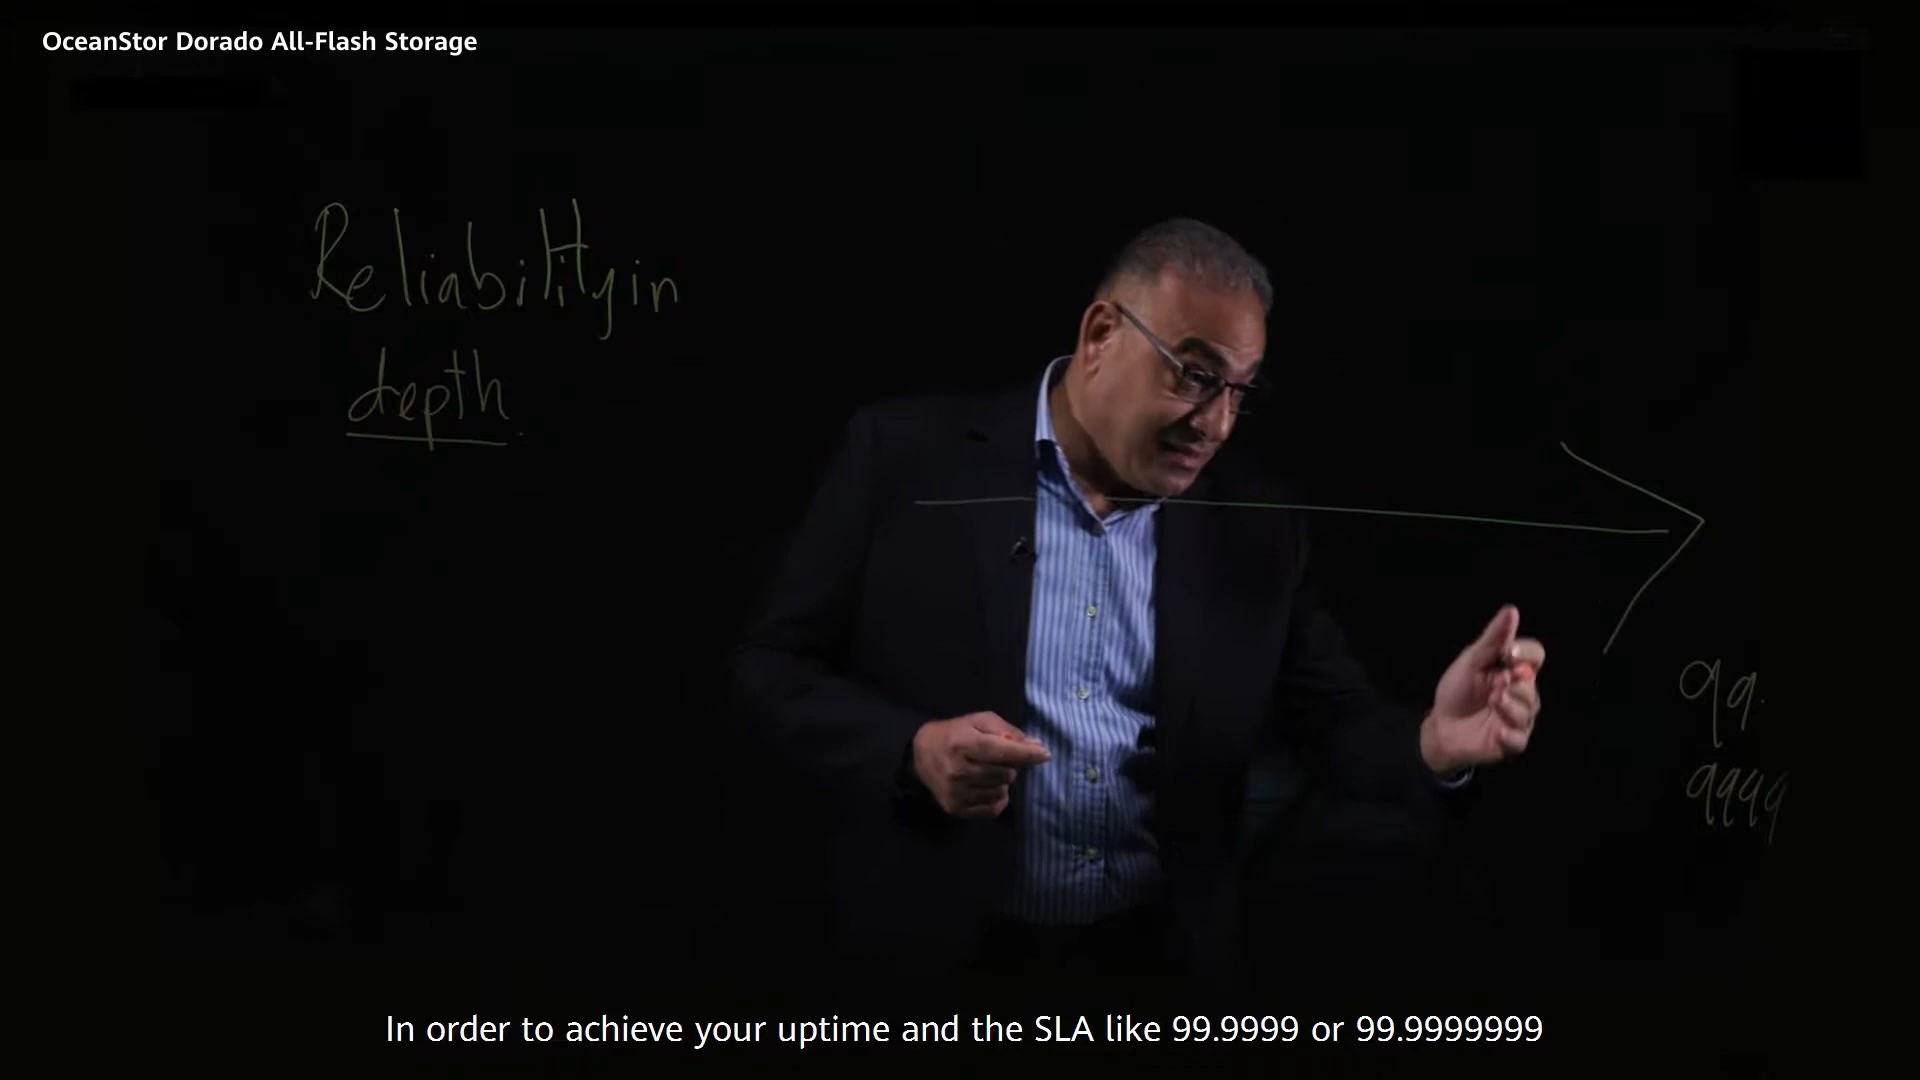 OceanStor Dorado All-Flash Storage
Reliability in
depth
99.
9999
In order to achieve your uptime and the SLA like 99.9999 or 99.9999999